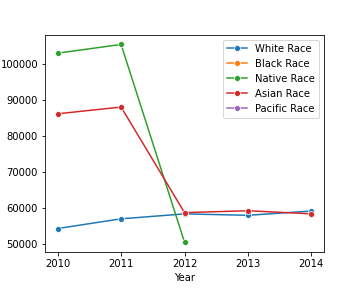 White Race
Black Race
Native Race
Asian Race
Pacific Race
100000
90000
80000
70000
60000
50000
2010 2011 2012 2013 2014
Year